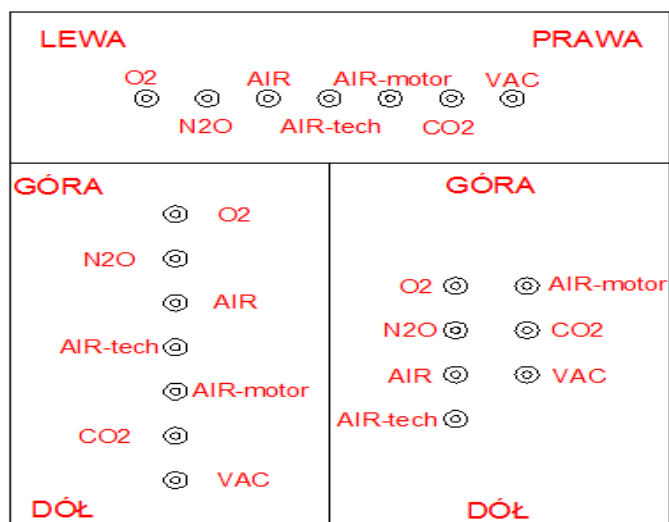 LEWA PRAWA
O2 AIR AIR-motor VAC
N2O AIR-tech CO2
GÓRA
O2
N2O
AIR
AIR-tech
AIR-motor
CO2
VAC
DÓŁ
GÓRA
O2 AIR-motor
N2O CO2
AIR VAC
AIR-tech
DÓŁ